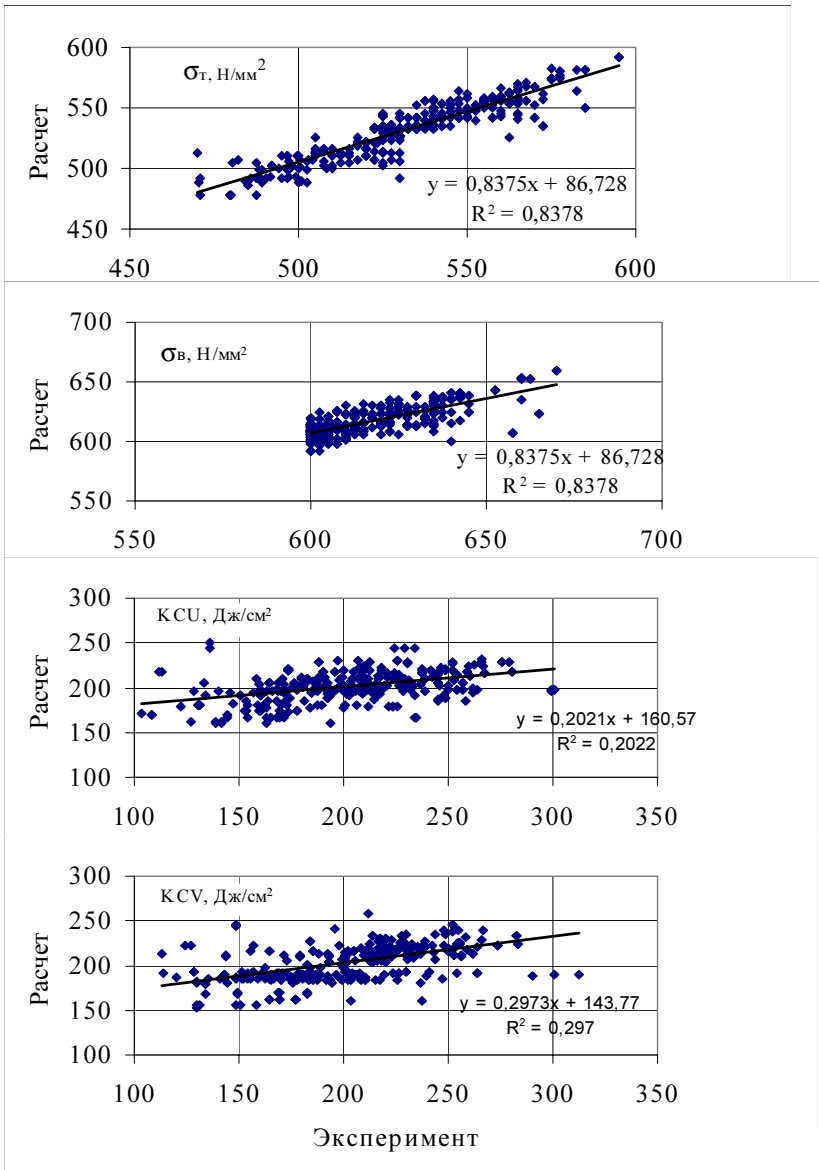 600
550
500
450
Расчет
σт, Н/мм²
y = 0,8375x + 86,728
R² = 0,8378
450 500 550 600
700
650
600
550
Расчет
σв, Н/мм²
y = 0,8375x + 86,728
R² = 0,8378
550 600 650 700
300
250
200
150
100
Расчет
KCU, Дж/см²
y = 0,2021x + 160,57
R² = 0,2022
100 150 200 250 300 350
300
250
200
150
100
Расчет
KCV, Дж/см²
y = 0,2973x + 143,77
R² = 0,297
100 150 200 250 300 350
Эксперимент